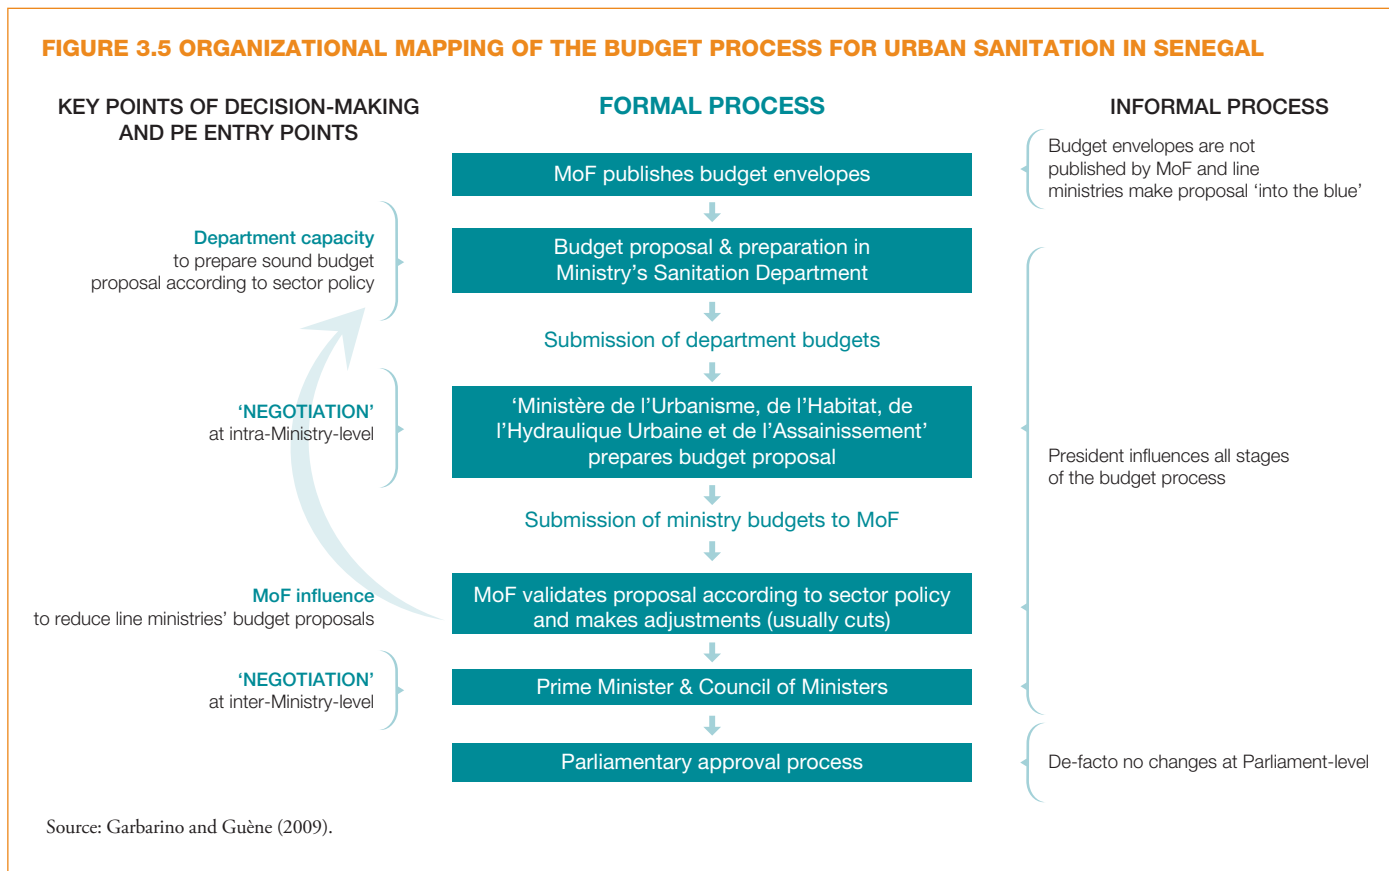 FIGURE 3.5 ORGANIZATIONAL MAPPING OF THE BUDGET PROCESS FOR URBAN SANITATION IN SENEGAL
KEY POINTS OF DECISION-MAKING
AND PE ENTRY POINTS
Department capacity
to prepare sound budget
proposal according to sector policy
‘NEGOTIATION’
at intra-Ministry-level
MoF influence
to reduce line ministries’ budget proposals
‘NEGOTIATION’
at inter-Ministry-level
FORMAL PROCESS
MoF publishes budget envelopes
Budget proposal & preparation in
Ministry’s Sanitation Department
Submission of department budgets
‘Ministère de l’Urbanisme, de l’Habitat, de
l’Hydraulique Urbaine et de l’Assainissement’
prepares budget proposal
Submission of ministry budgets to MoF
MoF validates proposal according to sector policy
and makes adjustments (usually cuts)
Prime Minister & Council of Ministers
Parliamentary approval process
INFORMAL PROCESS
Budget envelopes are not
published by MoF and line
ministries make proposal ‘into the blue’
President influences all stages
of the budget process
De-facto no changes at Parliament-level
Source: Garbarino and Guène (2009).